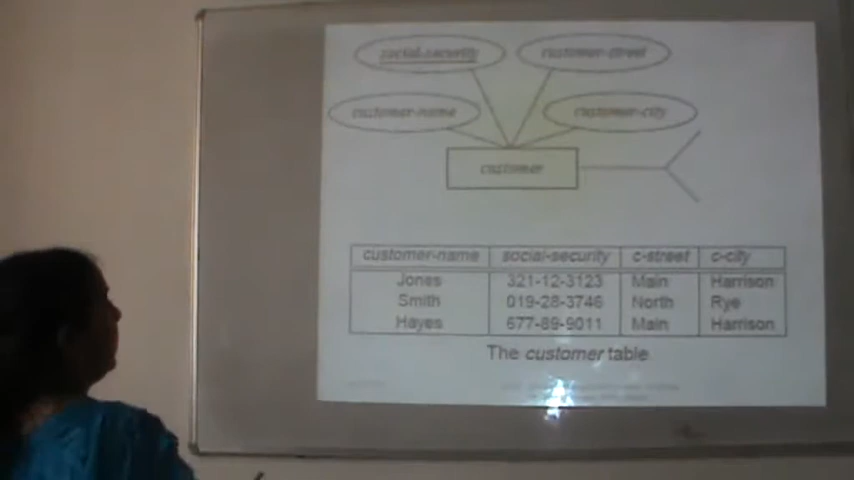 social-security customer-street
customer-name customer-city
customer
customer-name social-security c-street c-city
Jones 321-12-3123 Main Harrison
Smith 019-28-3746 North Rye
Hayes 677-89-9011 Main Harrison
The customer table